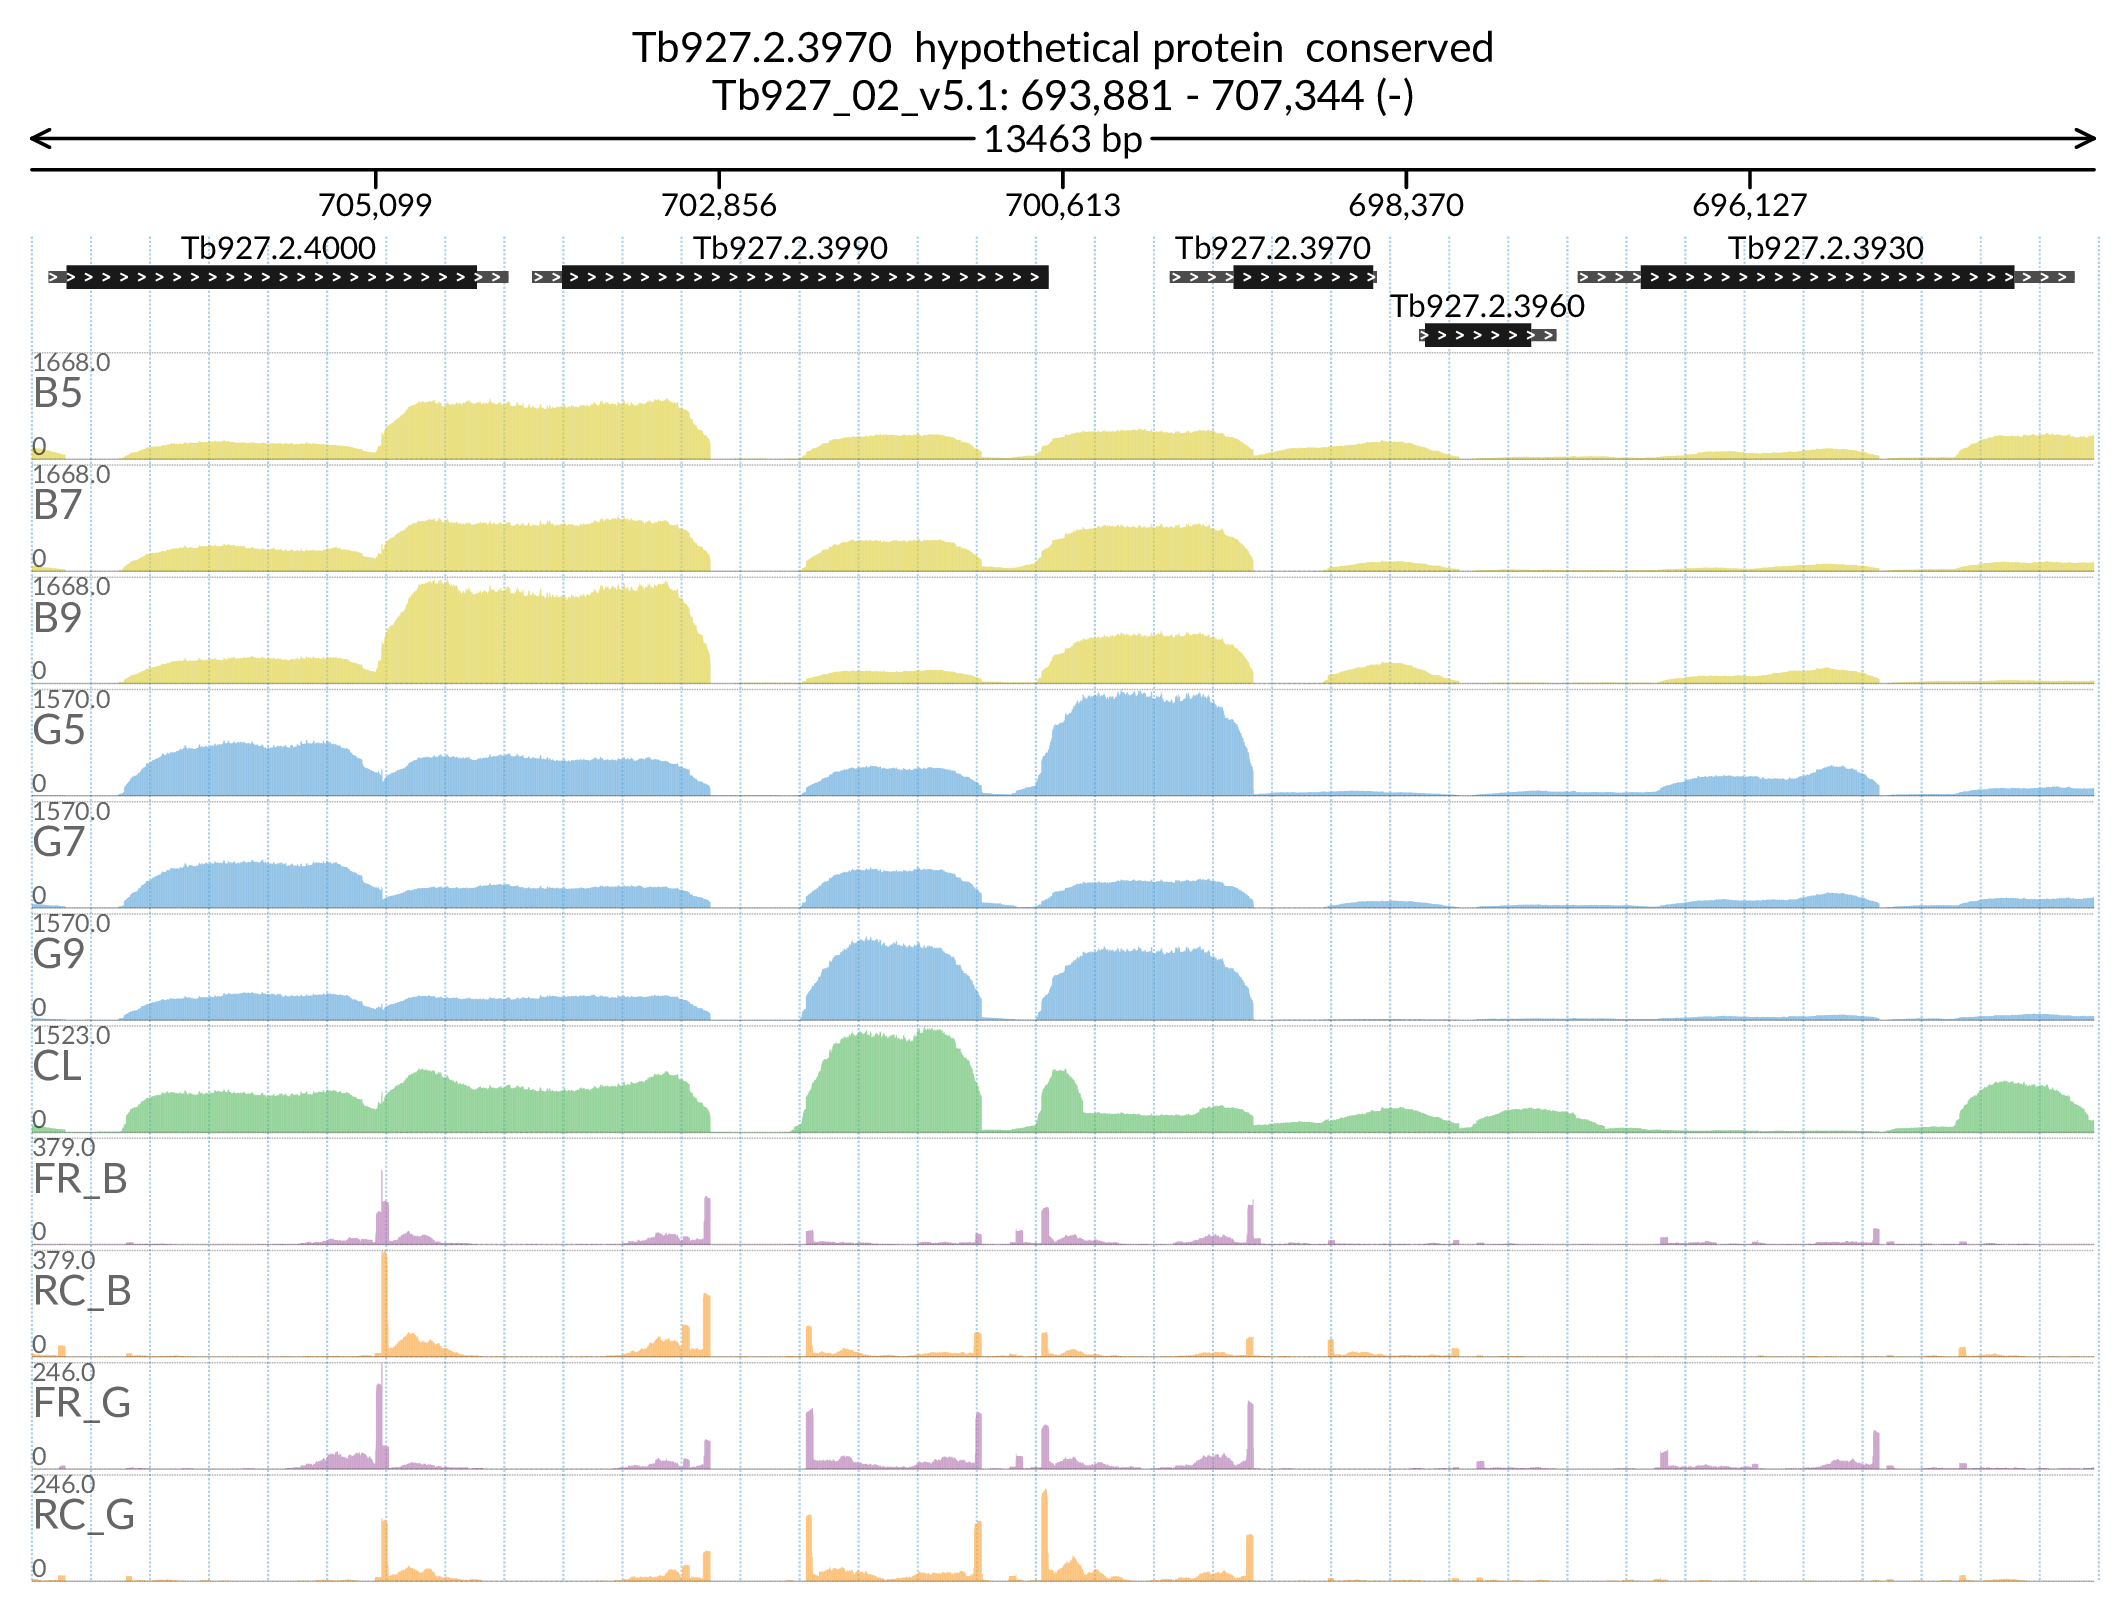 Tb927.2.3970 hypothetical protein conserved
Tb927_02_v5.1: 693,881 - 707,344 (-)
13463 bp
705,099 702,856 700,613 698,370 696,127
Tb927.2.4000 Tb927.2.3990 Tb927.2.3970 Tb927.2.3930
Tb927.2.3960
1668.0
B5
0
1668.0
B7
0
1668.0
B9
0
1570.0
G5
0
1570.0
G7
0
1570.0
G9
0
1523.0
CL
0
379.0
FR_B
0
379.0
RC_B
0
246.0
FR_G
0
246.0
RC_G
0